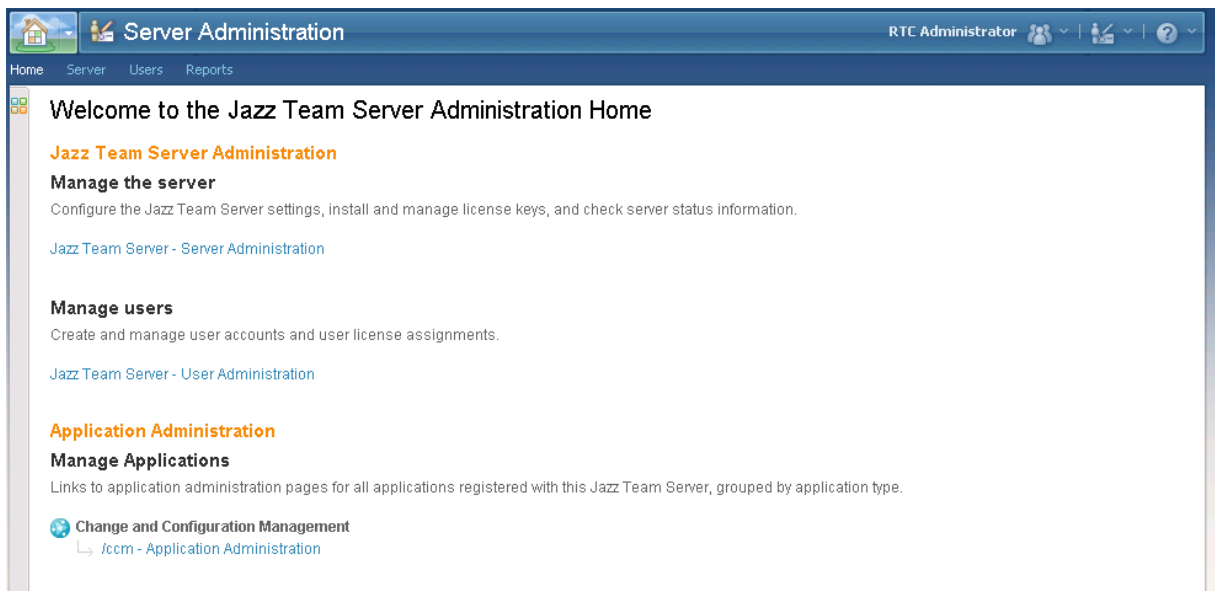 Server Administration
RTC Administrator
Home Server Users Reports
Welcome to the Jazz Team Server Administration Home
Jazz Team Server Administration
Manage the server
Configure the Jazz Team Server settings, install and manage license keys, and check server status information.
Jazz Team Server - Server Administration
Manage users
Create and manage user accounts and user license assignments.
Jazz Team Server - User Administration
Application Administration
Manage Applications
Links to application administration pages for all applications registered with this Jazz Team Server, grouped by application type.
Change and Configuration Management
/ccm - Application Administration